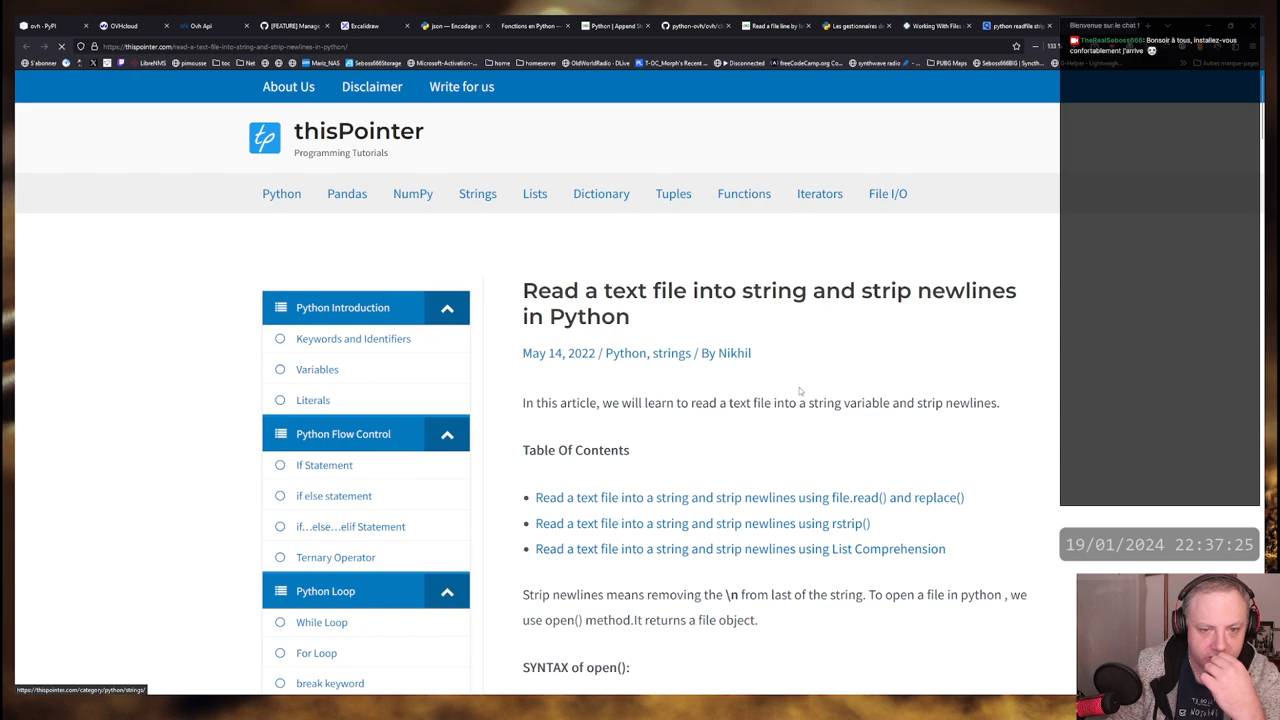 ovn - PyPI
OVHcloud
Ovh Api
[FEATURE] Manage
Excalidraw
json — Encodage e
Fonctions en Python —
Python | Append St
python-ovh/ovh/cli
Read a file line by li
Les gestionnaires de
Working With Files
python readfile strip
Bienvenue sur le chat !
https://thispointer.com/read-a-text-file-into-string-and-strip-newlines-in-python/
TheRealSeboss666: Bonsoir à tous, installez-vous
confortablement j'arrive
S'abonner
LibreNMS
pimousse
toc
Net
Mariz_NAS
Seboss666Storage
Microsoft-Activation-
home
homeserver
OldWorldRadio - DLive
T-DC_Morph's Recent
Disconnected
freeCodeCamp.org Co
synthwave radio
PUBG Maps
Seboss666BIG | Syncth
G-Helper - Lightweigh
Autres marque-pages
About Us
Disclaimer
Write for us
tp
thisPointer
Programming Tutorials
Python
Pandas
NumPy
Strings
Lists
Dictionary
Tuples
Functions
Iterators
File I/O
Python Introduction
Keywords and Identifiers
Variables
Literals
Python Flow Control
If Statement
if else statement
if…else…elif Statement
Ternary Operator
Python Loop
While Loop
For Loop
break keyword
Read a text file into string and strip newlines
in Python
May 14, 2022 / Python, strings / By Nikhil
In this article, we will learn to read a text file into a string variable and strip newlines.
Table Of Contents
Read a text file into a string and strip newlines using file.read() and replace()
Read a text file into a string and strip newlines using rstrip()
Read a text file into a string and strip newlines using List Comprehension
Strip newlines means removing the \n from last of the string. To open a file in python , we
use open() method.It returns a file object.
SYNTAX of open():
19/01/2024 22:37:25
https://thispointer.com/category/python/strings/